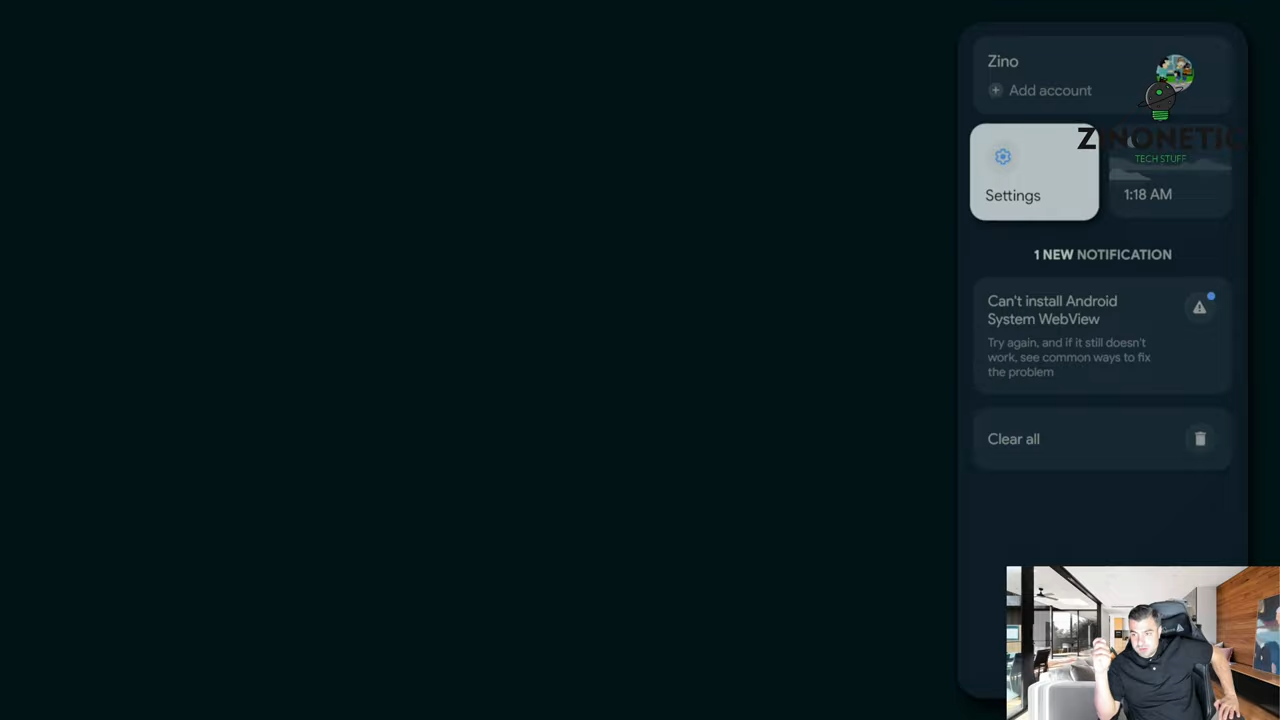 Zino
Add account
ZINONETIC
TECH STUFF
Settings
1:18 AM
1 NEW NOTIFICATION
Can't install Android
System WebView
Try again, and if it still doesn't
work, see common ways to fix
the problem
Clear all